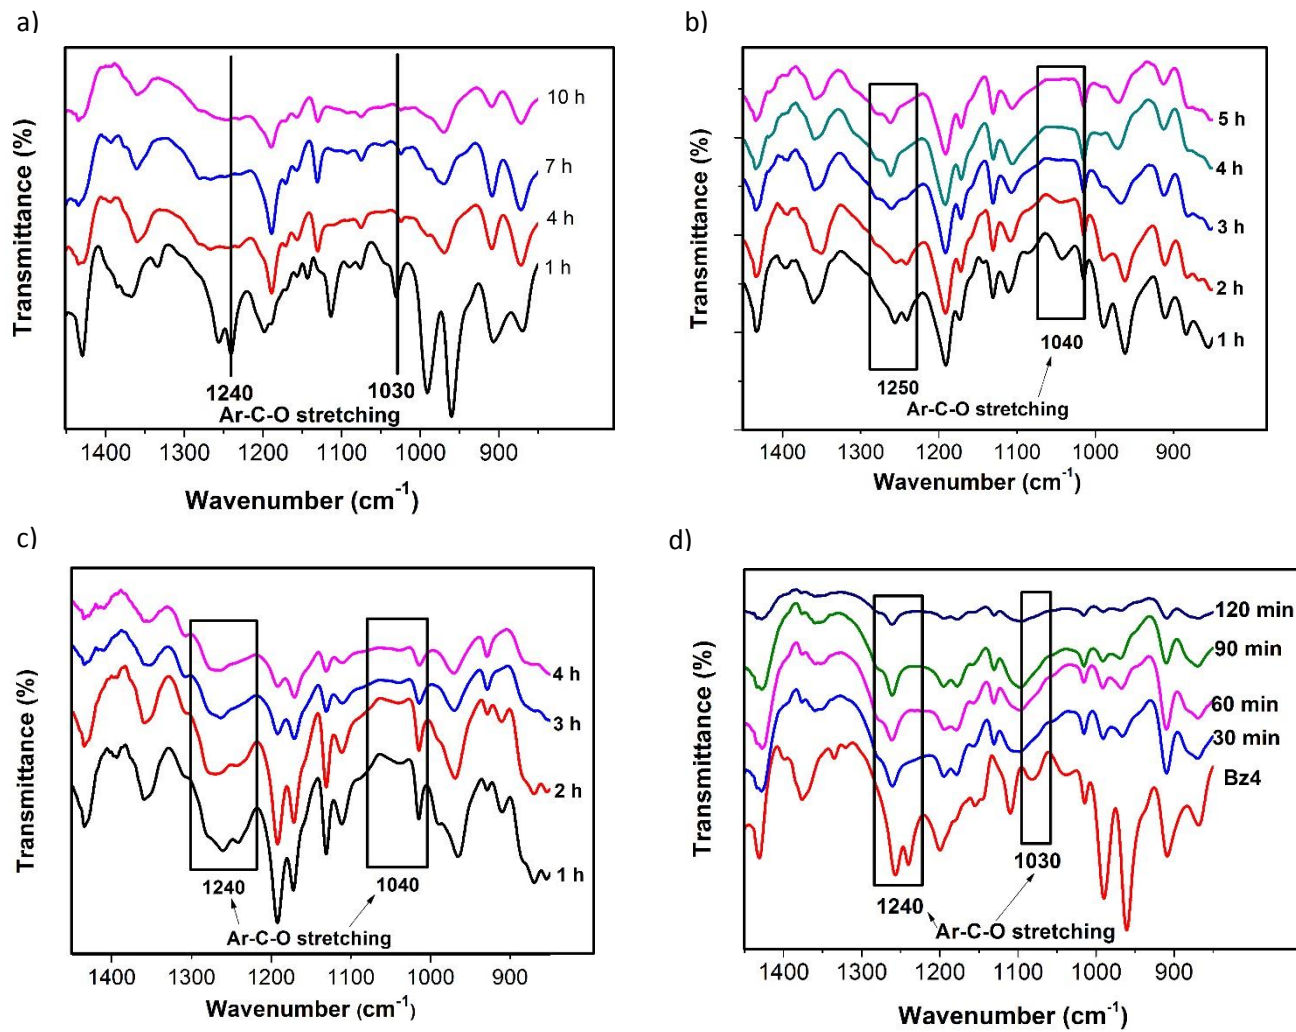 a)
Transmittance (%)
10 h
7 h
4 h
1 h
1240
1030
Ar-C-O stretching
1400 1300 1200 1100 1000 900
Wavenumber (cm⁻¹)
b)
Transmittance (%)
5 h
4 h
3 h
2 h
1 h
1250
1040
Ar-C-O stretching
1400 1300 1200 1100 1000 900
Wavenumber (cm⁻¹)
c)
Transmittance (%)
4 h
3 h
2 h
1 h
1240
1040
Ar-C-O stretching
1400 1300 1200 1100 1000 900
Wavenumber (cm⁻¹)
d)
Transmittance (%)
120 min
90 min
60 min
30 min
Bz4
1240
1030
Ar-C-O stretching
1400 1300 1200 1100 1000 900
Wavenumber (cm⁻¹)